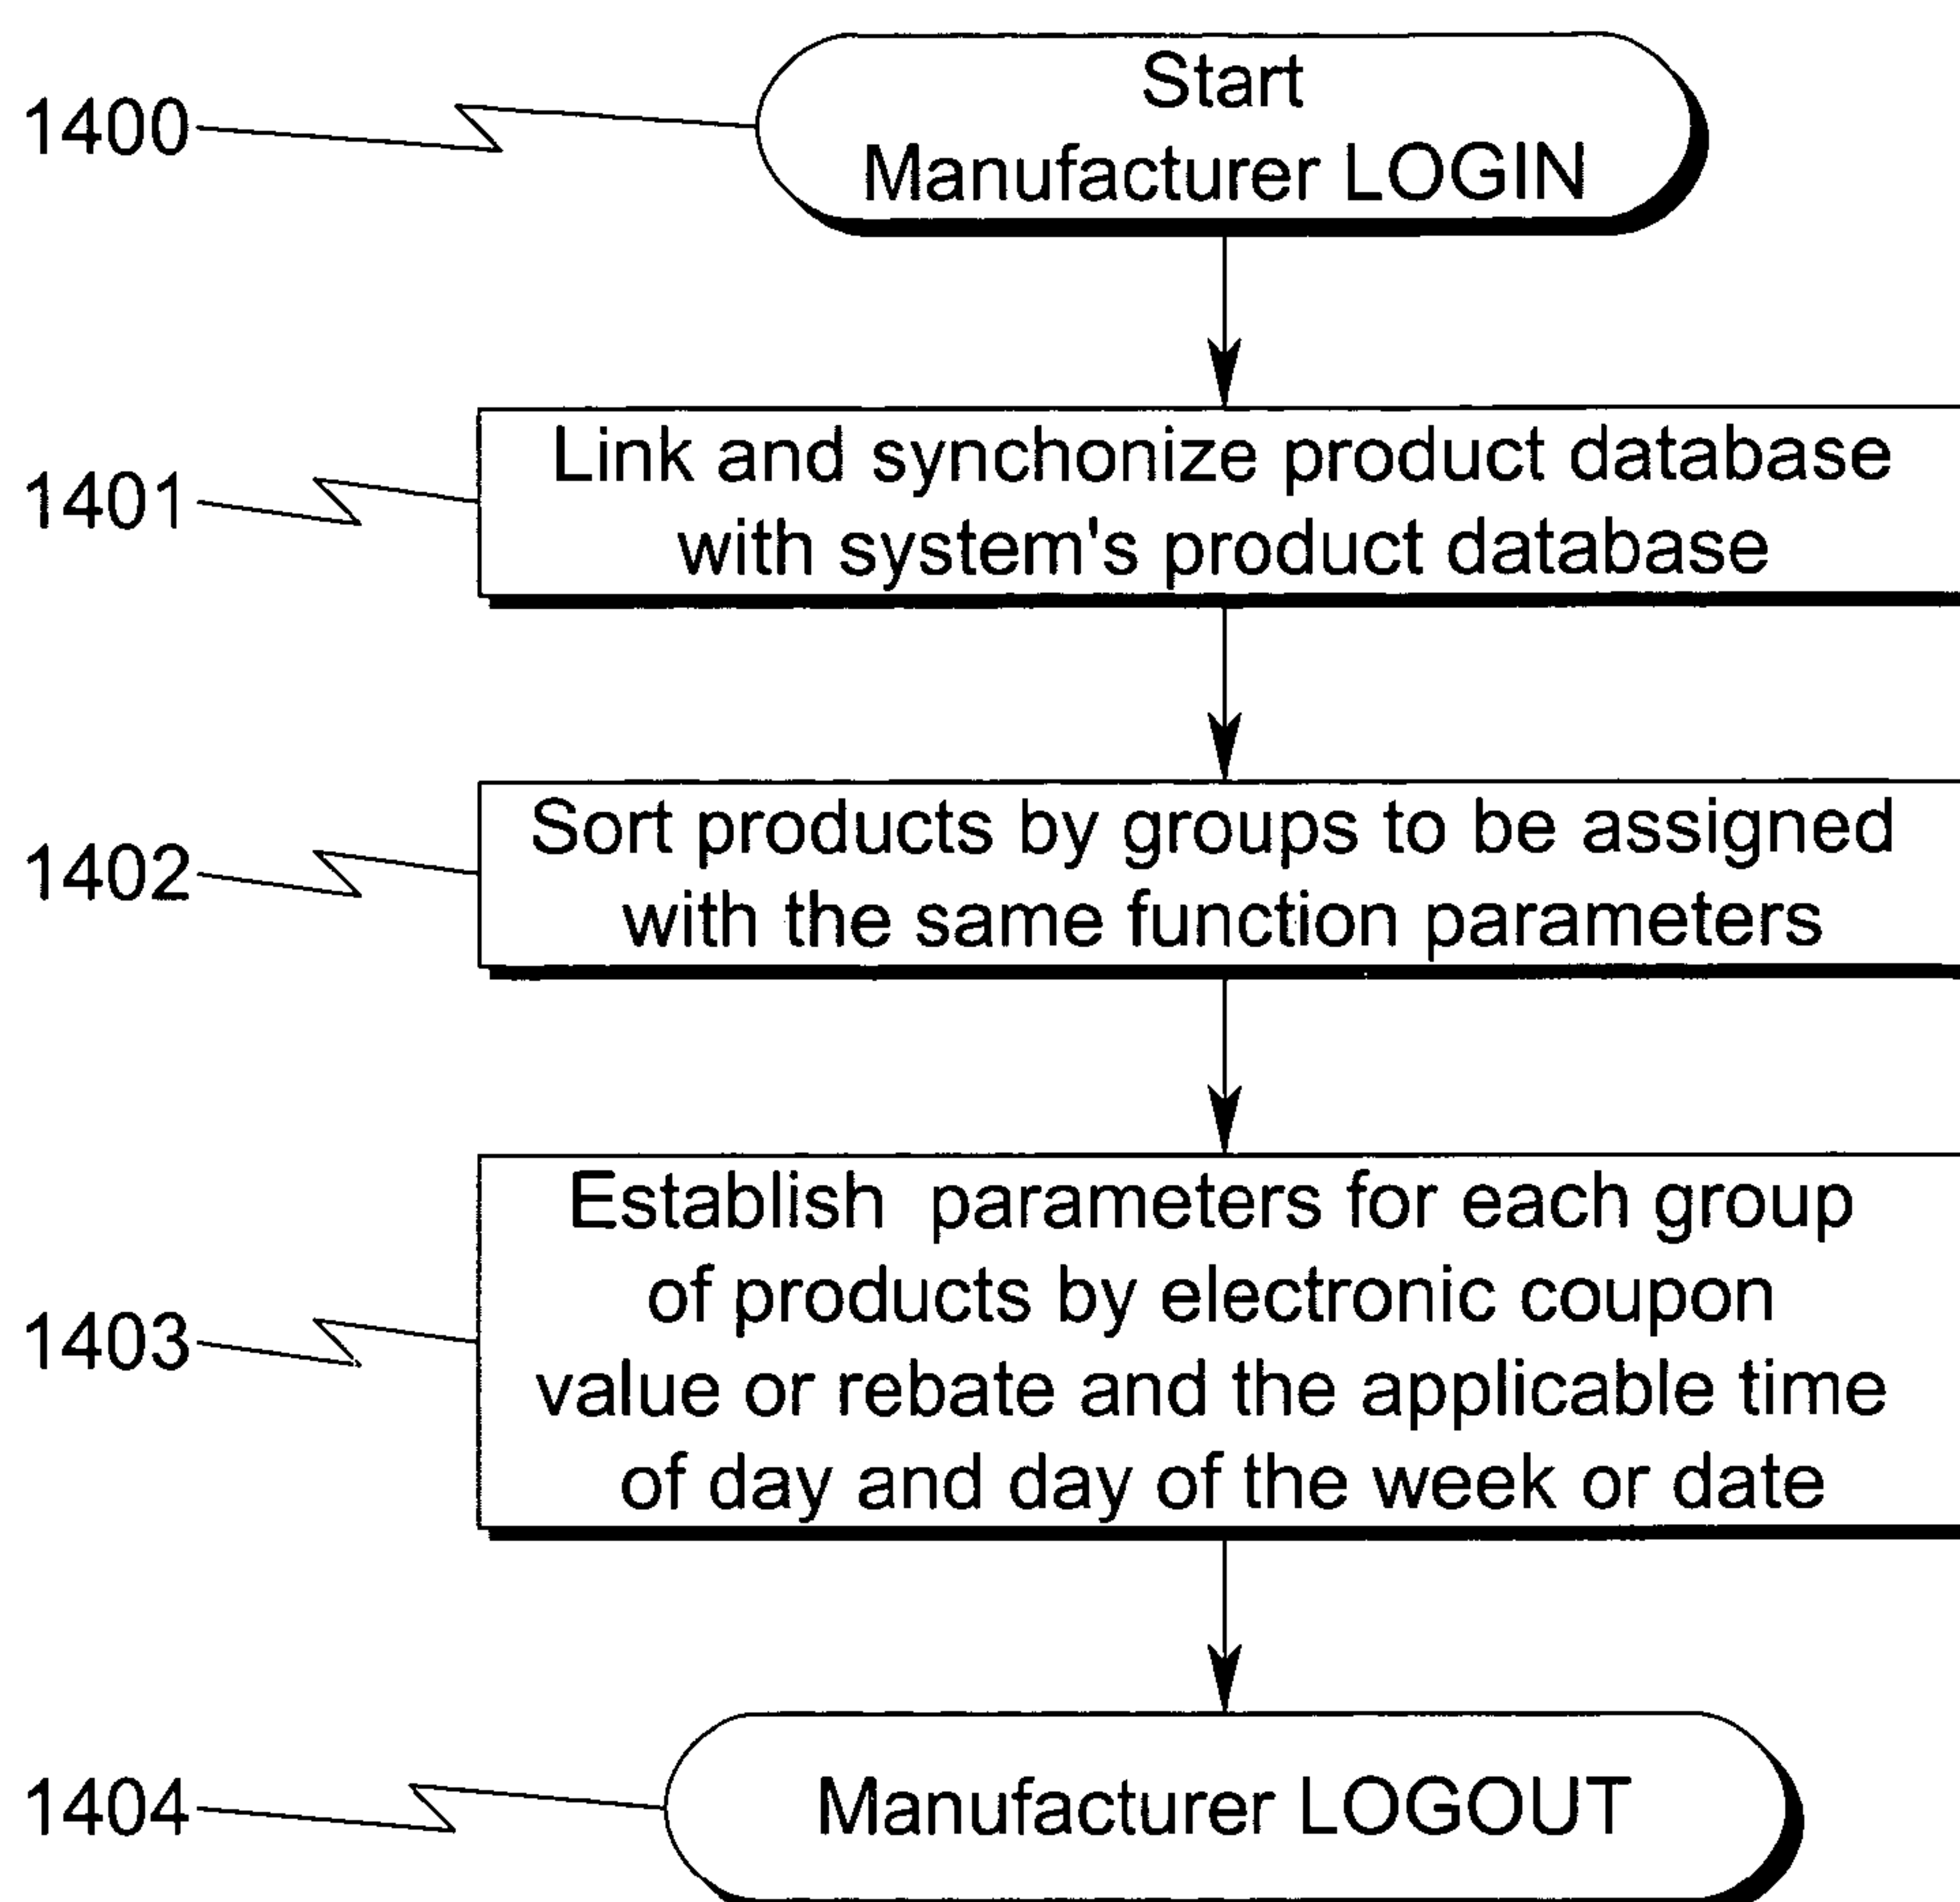 1400
Start
Manufacturer LOGIN
1401
Link and synchonize product database
with system's product database
1402
Sort products by groups to be assigned
with the same function parameters
1403
Establish parameters for each group
of products by electronic coupon
value or rebate and the applicable time
of day and day of the week or date
1404
Manufacturer LOGOUT